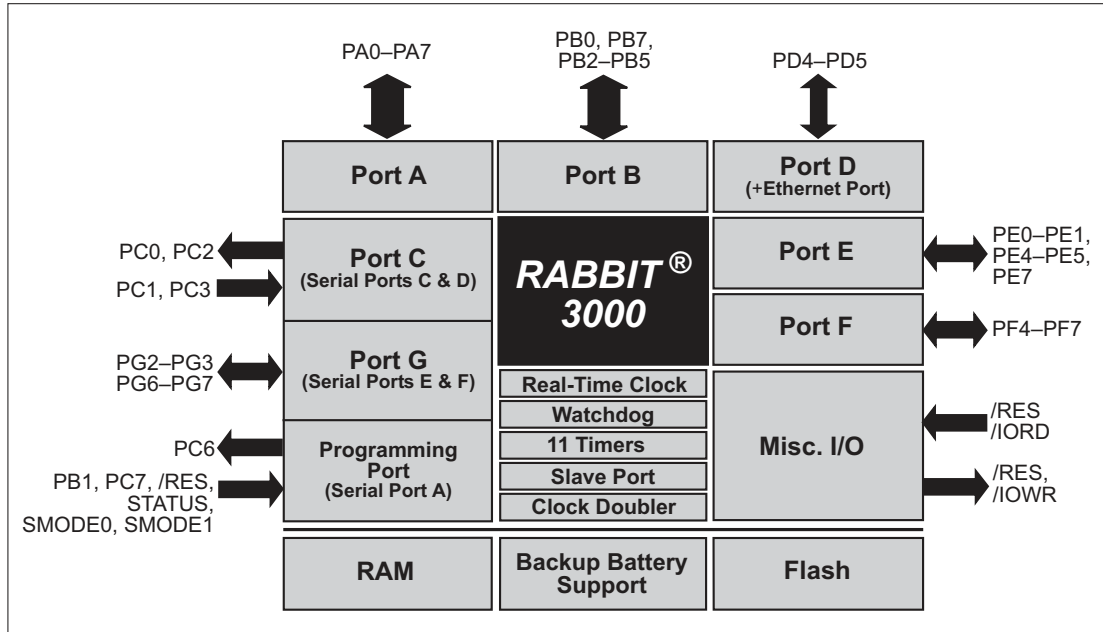 PA0–PA7
PB0, PB7,
PB2–PB5
PD4–PD5
Port A
Port B
Port D
(+Ethernet Port)
PC0, PC2
PC1, PC3
Port C
(Serial Ports C & D)
RABBIT ®
3000
Port E
PE0–PE1,
PE4–PE5,
PE7
Port F
PF4–PF7
PG2–PG3
PG6–PG7
Port G
(Serial Ports E & F)
Real-Time Clock
Watchdog
11 Timers
Slave Port
Clock Doubler
PC6
PB1, PC7, /RES,
STATUS,
SMODE0, SMODE1
Programming
Port
(Serial Port A)
Misc. I/O
/RES
/IORD
/RES,
/IOWR
RAM
Backup Battery
Support
Flash